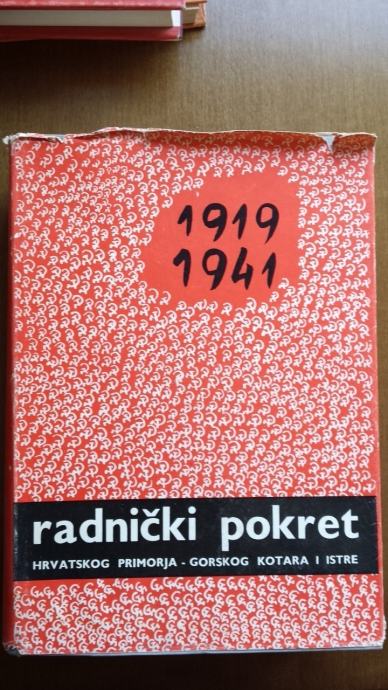 1919
1941
radnički pokret
HRVATSKOG PRIMORJA - GORSKOG KOTARA I ISTRE